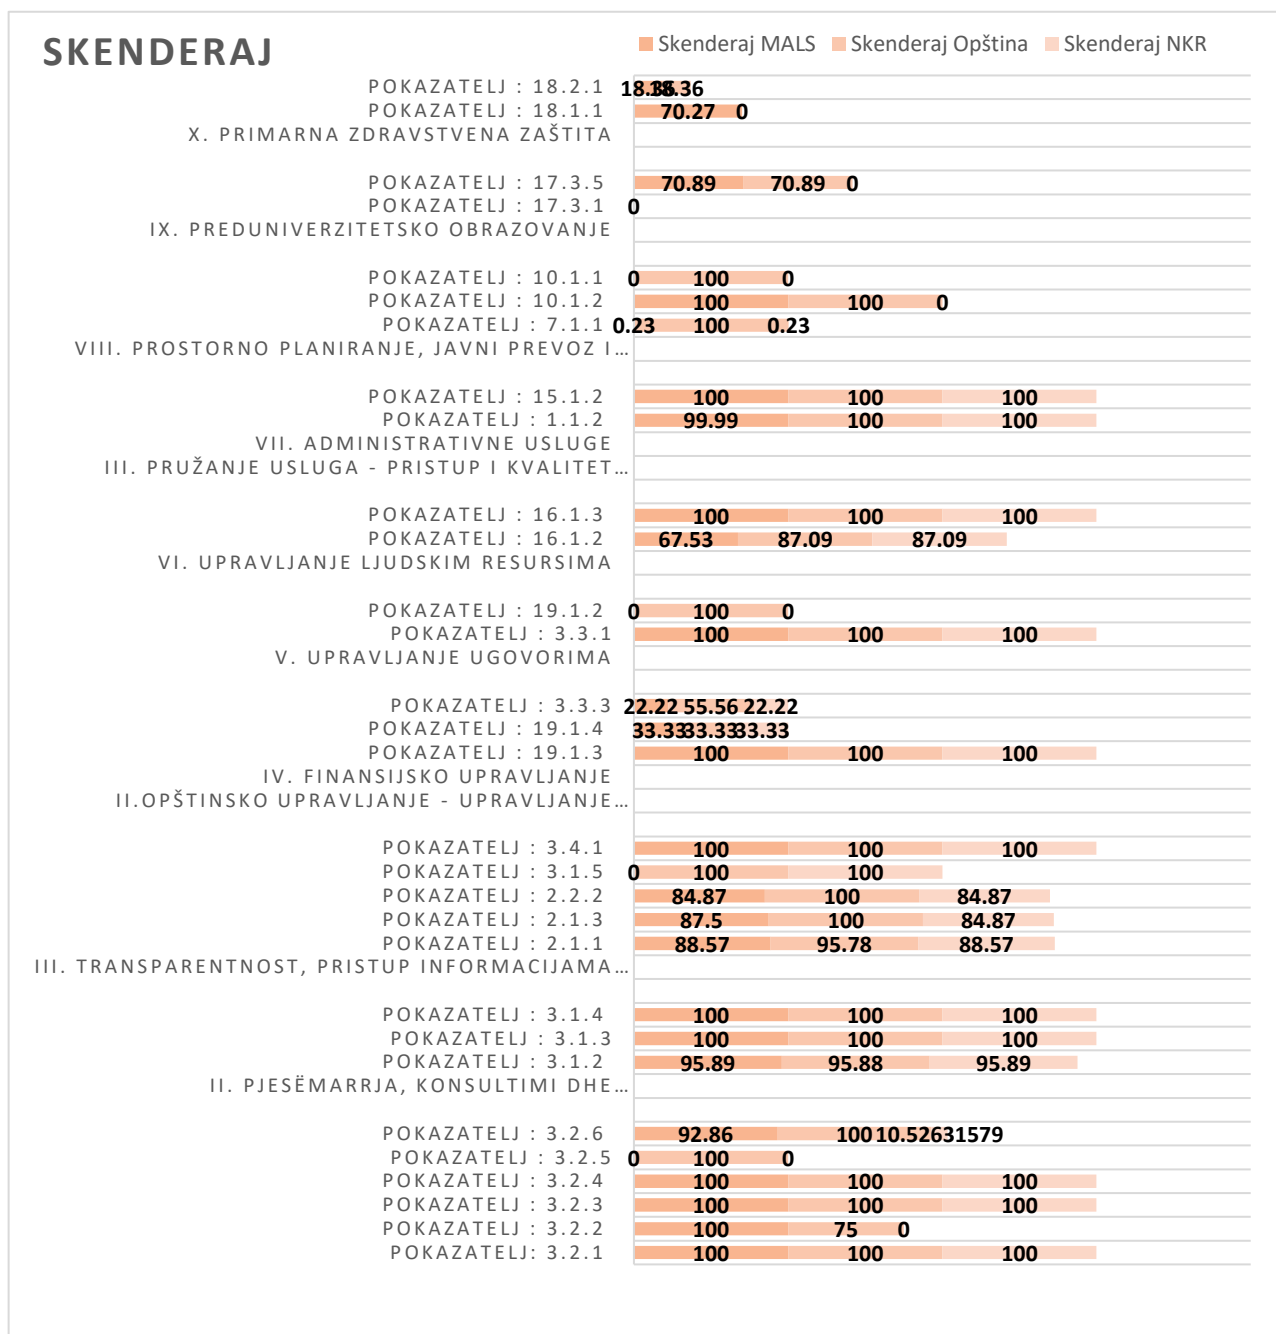 SKENDERAJ
Skenderaj MALS Skenderaj Opština Skenderaj NKR
POKAZATELJ : 18.2.1 18.36 18.36
POKAZATELJ : 18.1.1 70.27 0
X. PRIMARNA ZDRAVSTVENA ZAŠTITA
POKAZATELJ : 17.3.5 70.89 70.89 0
POKAZATELJ : 17.3.1 0
IX. PREDUNIVERZITETSKO OBRAZOVANJE
POKAZATELJ : 10.1.1 0 100 0
POKAZATELJ : 10.1.2 100 100 0
POKAZATELJ : 7.1.1 0.23 100 0.23
VIII. PROSTORNO PLANIRANJE, JAVNI PREVOZ I…
POKAZATELJ : 15.1.2 100 100 100
POKAZATELJ : 1.1.2 99.99 100 100
VII. ADMINISTRATIVNE USLUGE
III. PRUŽANJE USLUGA - PRISTUP I KVALITET…
POKAZATELJ : 16.1.3 100 100 100
POKAZATELJ : 16.1.2 67.53 87.09 87.09
VI. UPRAVLJANJE LJUDSKIM RESURSIMA
POKAZATELJ : 19.1.2 0 100 0
POKAZATELJ : 3.3.1 100 100 100
V. UPRAVLJANJE UGOVORIMA
POKAZATELJ : 3.3.3 22.22 55.56 22.22
POKAZATELJ : 19.1.4 33.33 33.33 33.33
POKAZATELJ : 19.1.3 100 100 100
IV. FINANSIJSKO UPRAVLJANJE
II.OPŠTINSKO UPRAVLJANJE - UPRAVLJANJE…
POKAZATELJ : 3.4.1 100 100 100
POKAZATELJ : 3.1.5 0 100 100
POKAZATELJ : 2.2.2 84.87 100 84.87
POKAZATELJ : 2.1.3 87.5 100 84.87
POKAZATELJ : 2.1.1 88.57 95.78 88.57
III. TRANSPARENTNOST, PRISTUP INFORMACIJAMA…
POKAZATELJ : 3.1.4 100 100 100
POKAZATELJ : 3.1.3 100 100 100
POKAZATELJ : 3.1.2 95.89 95.88 95.89
II. PJESËMARRJA, KONSULTIMI DHE…
POKAZATELJ : 3.2.6 92.86 100 10.52631579
POKAZATELJ : 3.2.5 0 100 0
POKAZATELJ : 3.2.4 100 100 100
POKAZATELJ : 3.2.3 100 100 100
POKAZATELJ : 3.2.2 100 75 0
POKAZATELJ: 3.2.1 100 100 100